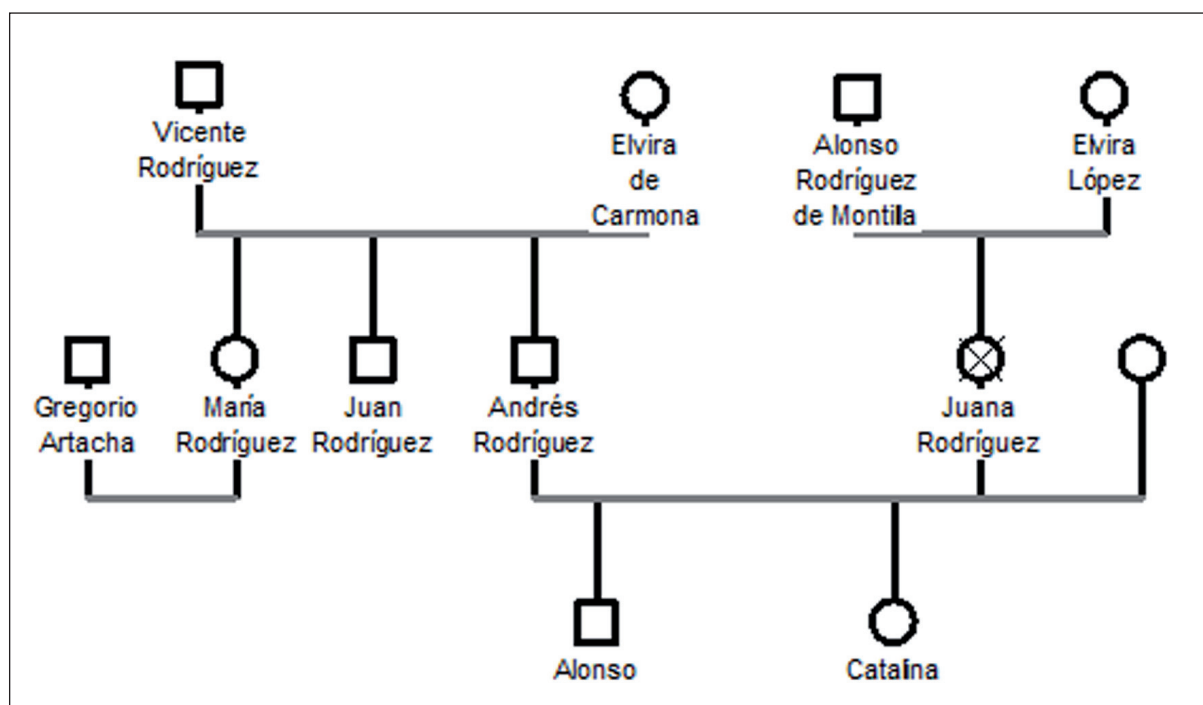 Vicente
Rodríguez
Elvira
de
Carmona
Alonso
Rodríguez
de Montila
Elvira
López
Gregorio
Artacha
María
Rodríguez
Juan
Rodríguez
Andrés
Rodríguez
Juana
Rodríguez
Alonso
Catalina